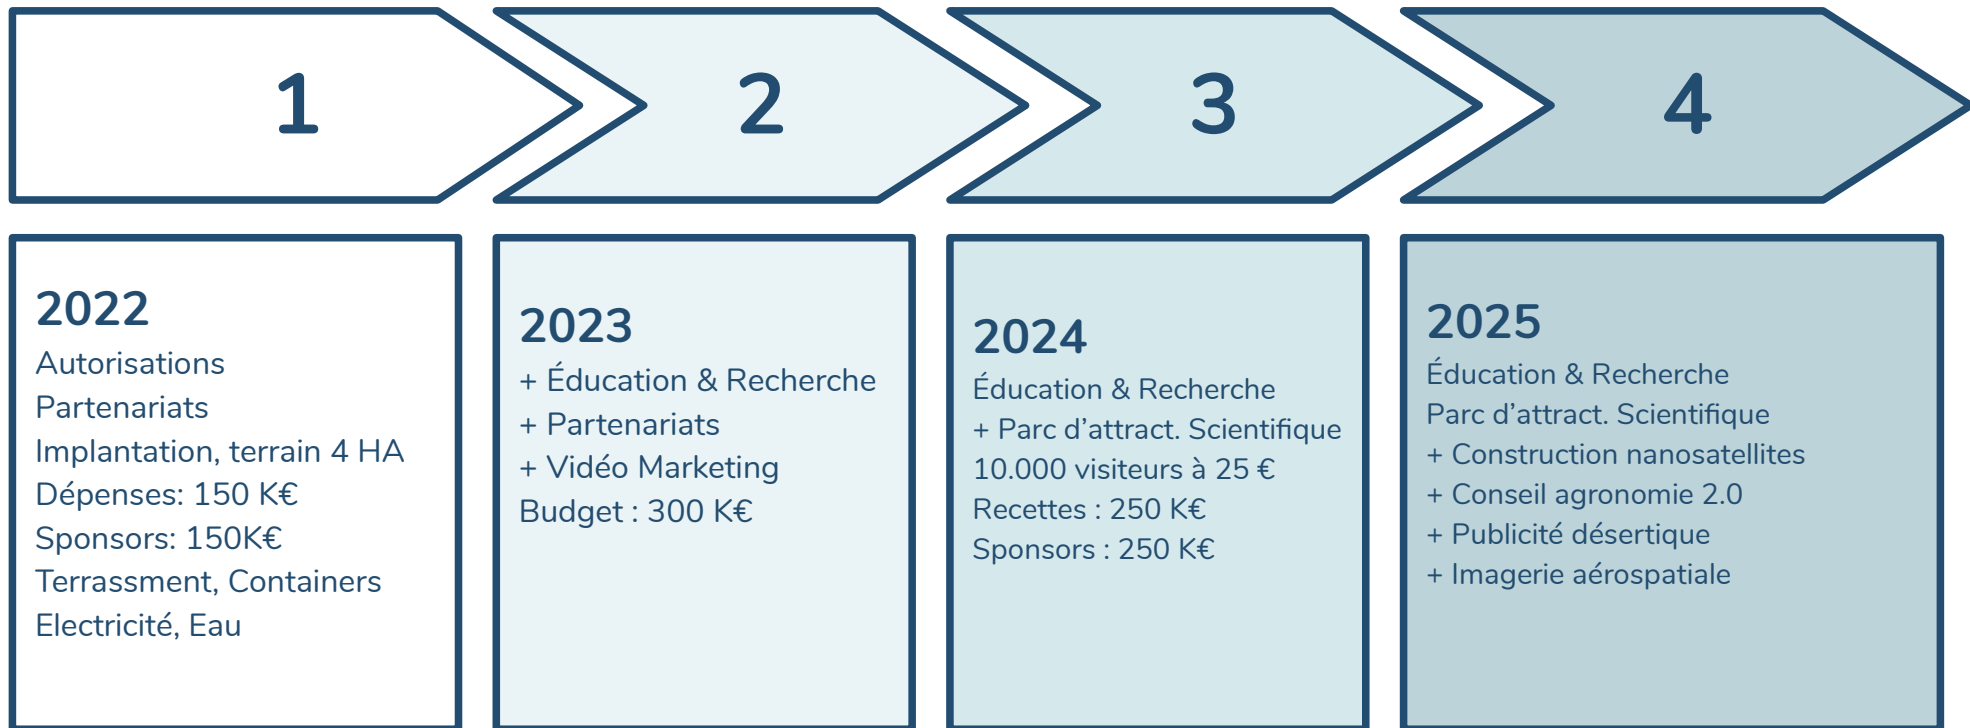 1
2
3
4
2022
Autorisations
Partenariats
Implantation, terrain 4 HA
Dépenses: 150 K€
Sponsors: 150K€
Terrassment, Containers
Electricité, Eau
2023
+ Éducation & Recherche
+ Partenariats
+ Vidéo Marketing
Budget : 300 K€
2024
Éducation & Recherche
+ Parc d’attract. Scientifique
10.000 visiteurs à 25 €
Recettes : 250 K€
Sponsors : 250 K€
2025
Éducation & Recherche
Parc d’attract. Scientifique
+ Construction nanosatellites
+ Conseil agronomie 2.0
+ Publicité désertique
+ Imagerie aérospatiale